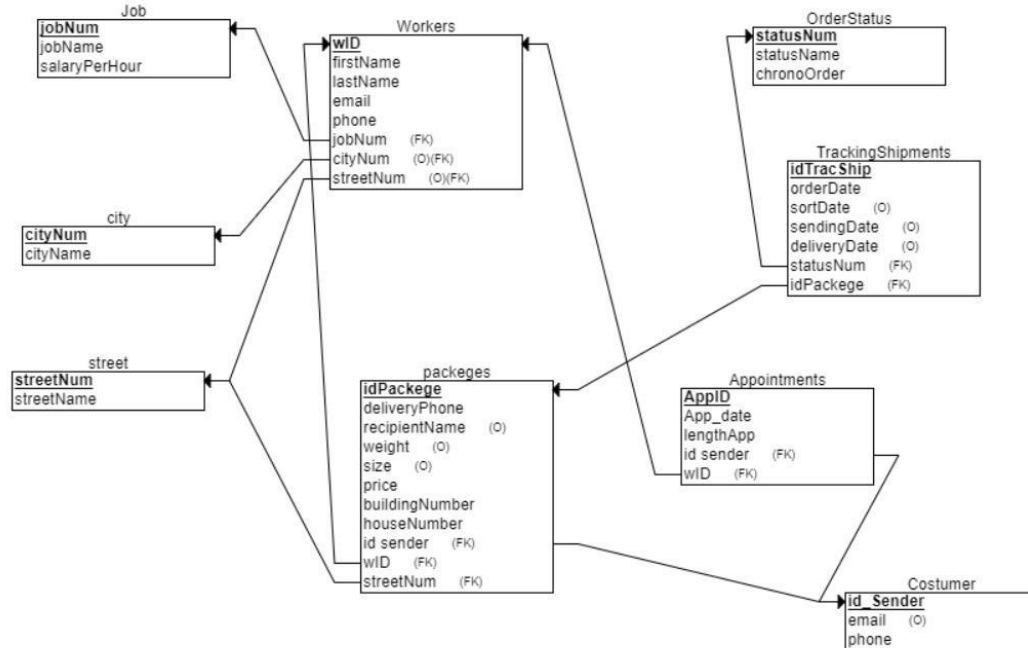 Job
jobNum
jobName
salaryPerHour
Workers
wID
firstName
lastName
email
phone
jobNum (FK)
cityNum (O)(FK)
streetNum (O)(FK)
OrderStatus
statusNum
statusName
chronoOrder
TrackingShipments
idTracShip
orderDate
sortDate (O)
sendingDate (O)
deliveryDate (O)
statusNum (FK)
idPackege (FK)
city
cityNum
cityName
street
streetNum
streetName
packeges
idPackege
deliveryPhone
recipientName (O)
weight (O)
size (O)
price
buildingNumber
houseNumber
id sender (FK)
wID (FK)
streetNum (FK)
Appointments
AppID
App_date
lengthApp
id sender (FK)
wID (FK)
Costumer
id_Sender
email (O)
phone